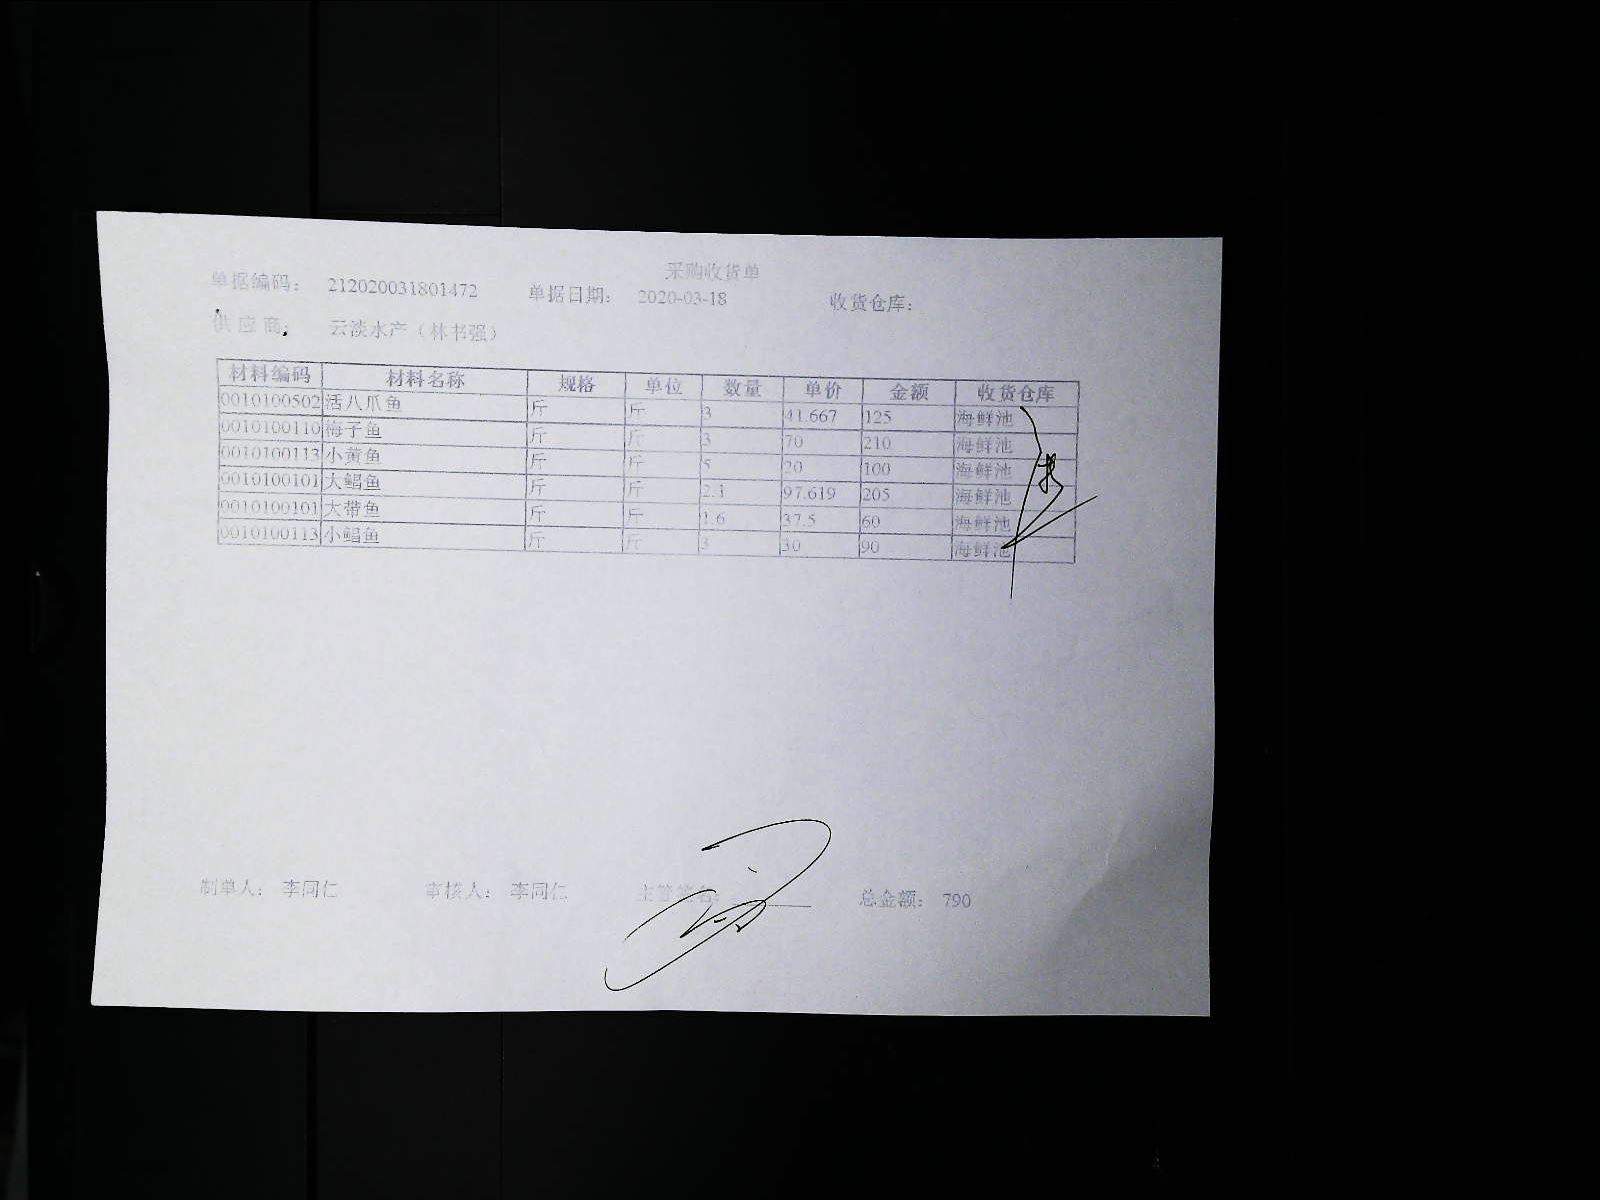 采购收货单
单据编码： 212020031801472 单据日期： 2020-03-18 收货仓库：
供应商： 云淡水产（林书强）
材料编码 材料名称 规格 单位 数量 单价 金额 收货仓库
0010100502 活八爪鱼 斤 斤 3 41.667 125 海鲜池
0010100110 梅子鱼 斤 斤 3 70 210 海鲜池
0010100113 小黄鱼 斤 斤 5 20 100 海鲜池
0010100101 大鲳鱼 斤 斤 2.1 97.619 205 海鲜池
0010100101 大带鱼 斤 斤 1.6 37.5 60 海鲜池
0010100113 小鲳鱼 斤 斤 3 30 90 海鲜池
制单人： 李同仁 审核人： 李同仁 主管签名： 总金额： 790